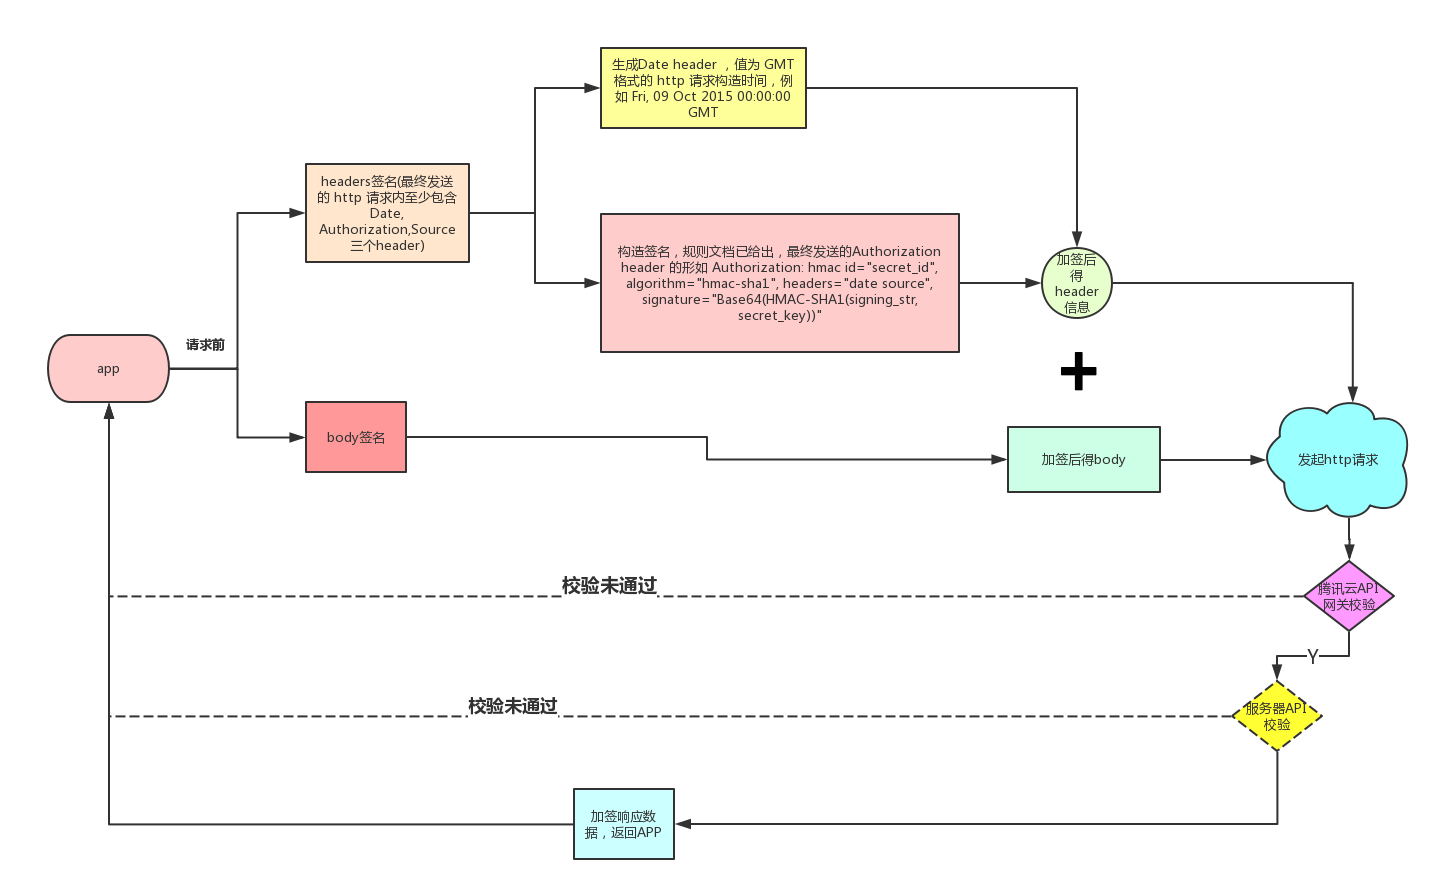 生成Date header ，值为 GMT
格式的 http 请求构造时间，例
如 Fri, 09 Oct 2015 00:00:00
GMT
headers签名(最终发送
的 http 请求内至少包含
Date,
Authorization,Source
三个header)
构造签名，规则文档已给出，最终发送的Authorization
header 的形如 Authorization: hmac id="secret_id",
algorithm="hmac-sha1", headers="date source",
signature="Base64(HMAC-SHA1(signing_str,
secret_key))"
加签后
得
header
信息
请求前
app
body签名
加签后得body
发起http请求
校验未通过
腾讯云API
网关校验
Y
校验未通过
服务器API
校验
加签响应数
据，返回APP